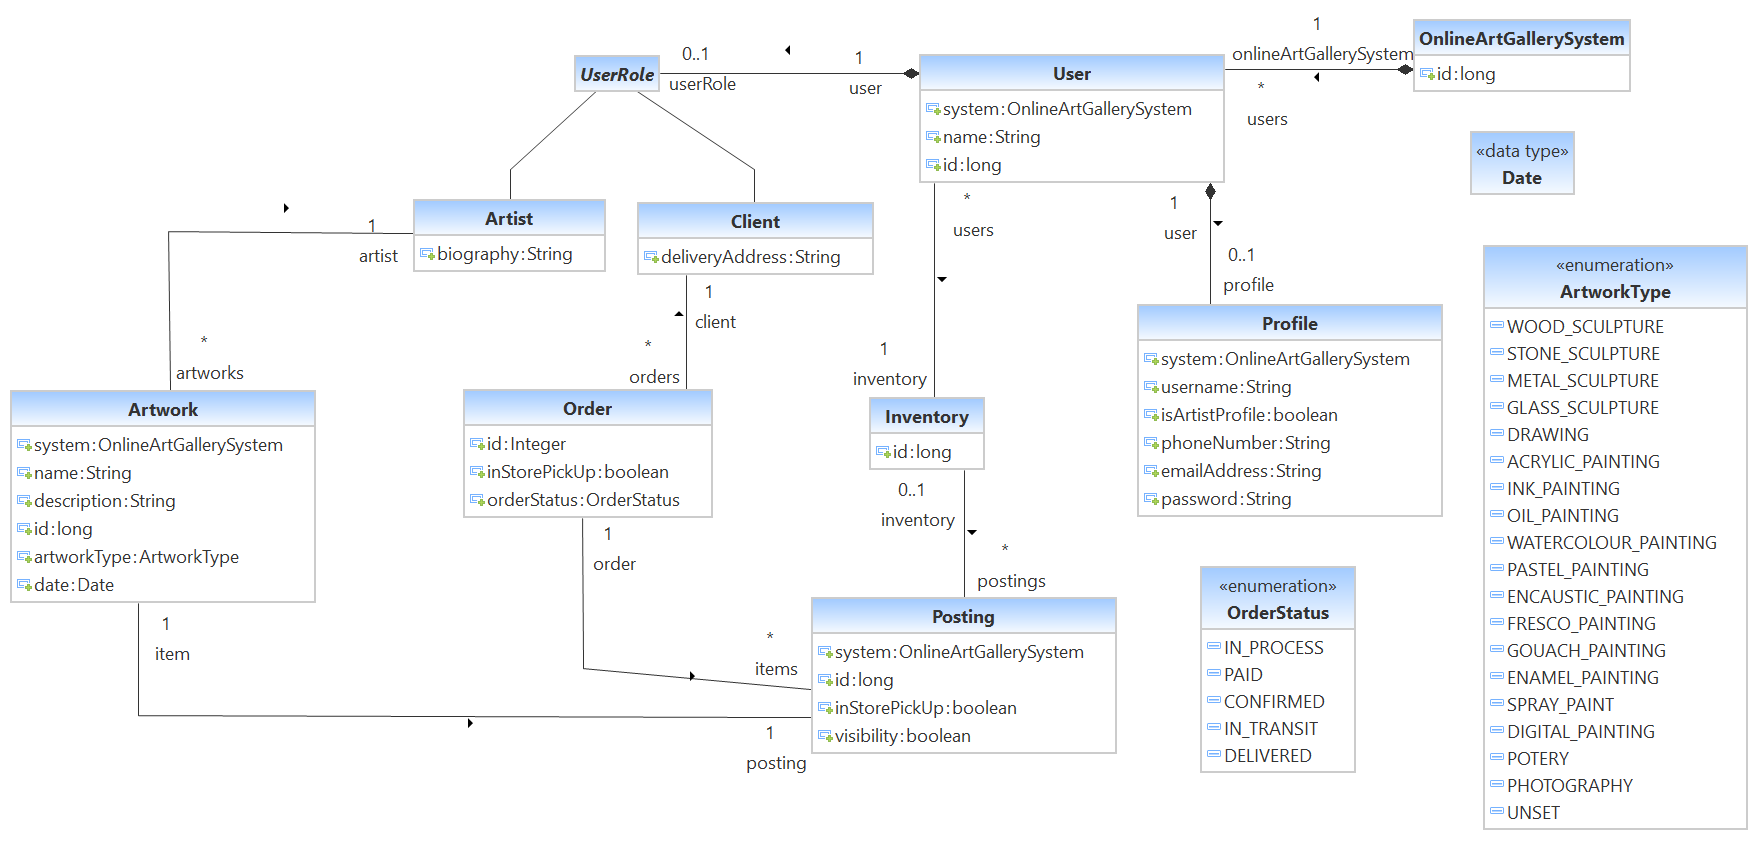 UserRole
0..1
userRole
1
user
User
system:OnlineArtGallerySystem
name:String
id:long
1
onlineArtGallerySystem
*
users
OnlineArtGallerySystem
id:long
«data type»
Date
Artist
biography:String
1
artist
Client
deliveryAddress:String
1
client
*
users
1
user
0..1
profile
*
artworks
*
orders
1
inventory
Artwork
system:OnlineArtGallerySystem
name:String
description:String
id:long
artworkType:ArtworkType
date:Date
Order
id:Integer
inStorePickUp:boolean
orderStatus:OrderStatus
Inventory
id:long
Profile
system:OnlineArtGallerySystem
username:String
isArtistProfile:boolean
phoneNumber:String
emailAddress:String
password:String
«enumeration»
ArtworkType
WOOD_SCULPTURE
STONE_SCULPTURE
METAL_SCULPTURE
GLASS_SCULPTURE
DRAWING
ACRYLIC_PAINTING
INK_PAINTING
OIL_PAINTING
WATERCOLOUR_PAINTING
PASTEL_PAINTING
ENCAUSTIC_PAINTING
FRESCO_PAINTING
GOUACH_PAINTING
ENAMEL_PAINTING
SPRAY_PAINT
DIGITAL_PAINTING
POTERY
PHOTOGRAPHY
UNSET
0..1
inventory
*
postings
1
order
*
items
1
item
1
posting
Posting
system:OnlineArtGallerySystem
id:long
inStorePickUp:boolean
visibility:boolean
«enumeration»
OrderStatus
IN_PROCESS
PAID
CONFIRMED
IN_TRANSIT
DELIVERED